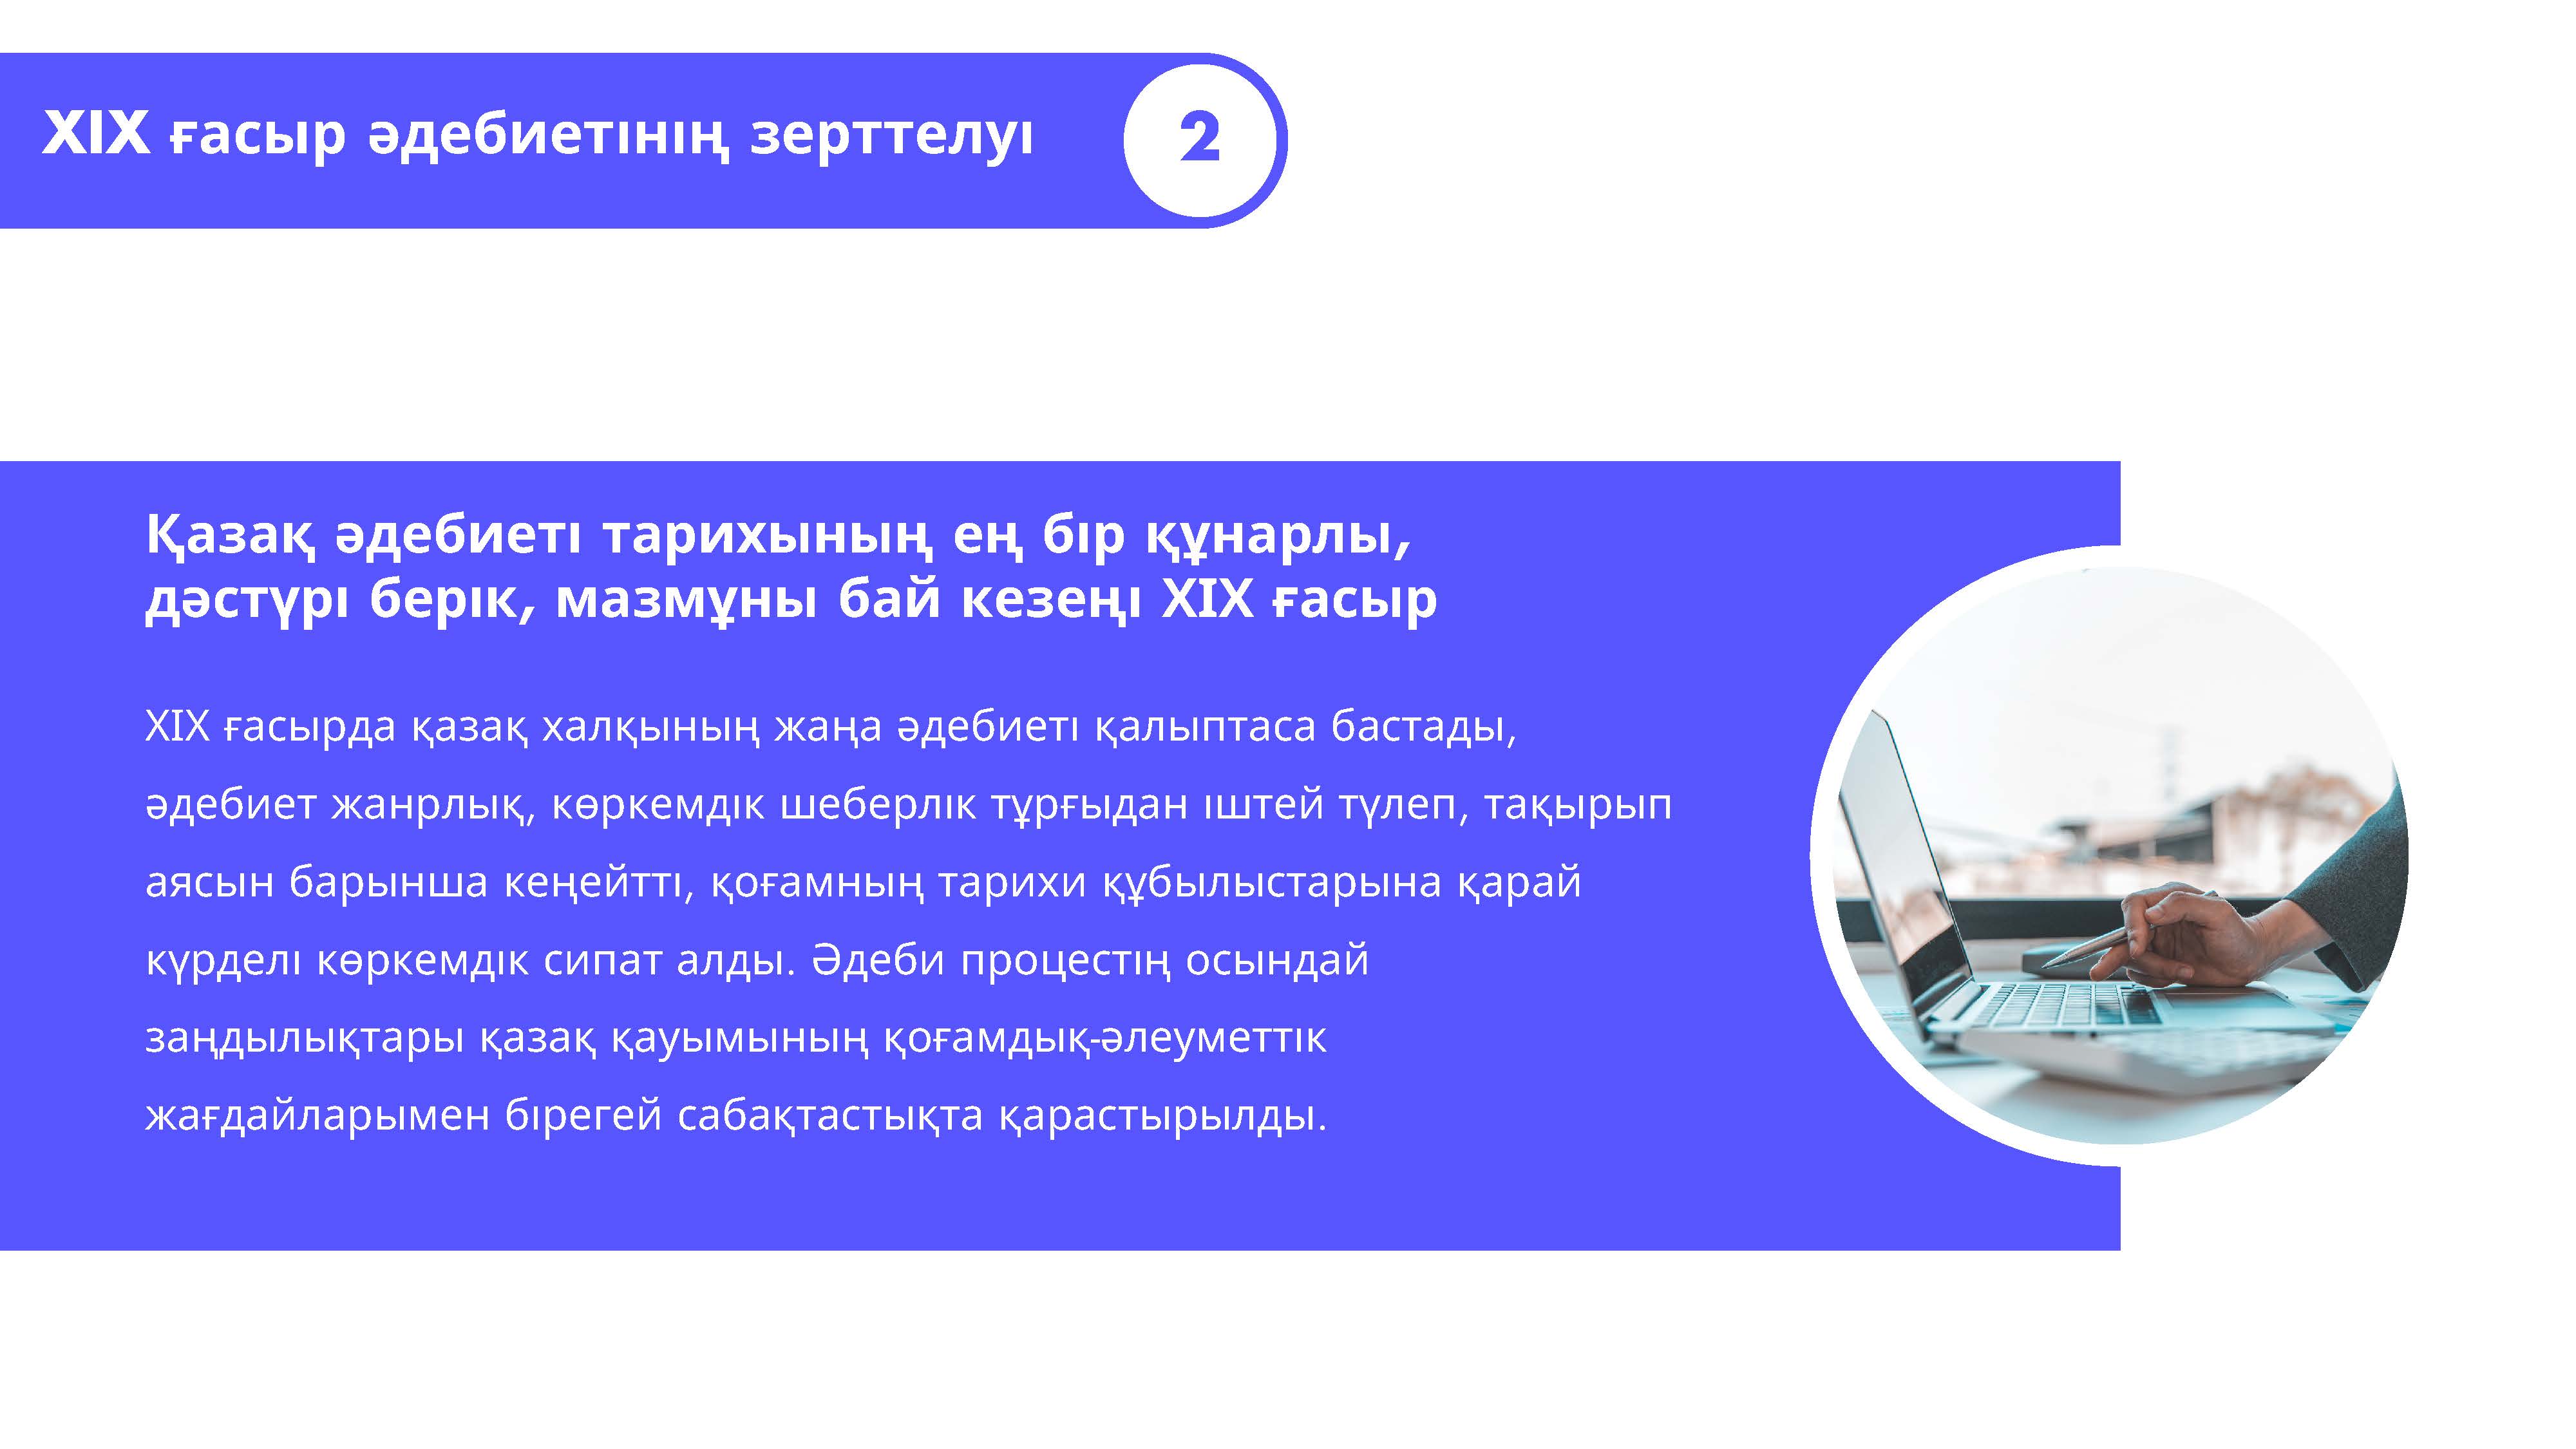 XIX ғасыр әдебиетінің зерттелуі
2
Қазақ әдебиеті тарихының ең бір құнарлы,
дәстүрі берік, мазмұны бай кезеңі XIX ғасыр
XIX ғасырда қазақ халқының жаңа әдебиеті қалыптаса бастады,
әдебиет жанрлық, көркемдік шеберлік тұрғыдан іштей түлеп, тақырып
аясын барынша кеңейтті, қоғамның тарихи құбылыстарына қарай
күрделі көркемдік сипат алды. Әдеби процестің осындай
заңдылықтары қазақ қауымының қоғамдық-әлеуметтік
жағдайларымен бірегей сабақтастықта қарастырылды.